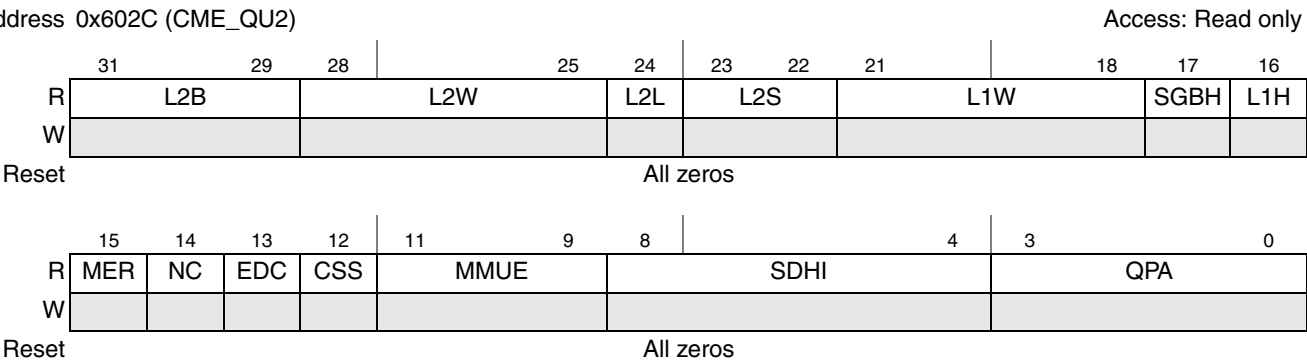 ddress 0x602C (CME_QU2) Access: Read only
31 29 28 25 24 23 22 21 18 17 16
R L2B L2W L2L L2S L1W SGBH L1H
W
Reset All zeros
15 14 13 12 11 9 8 4 3 0
R MER NC EDC CSS MMUE SDHI QPA
W
Reset All zeros